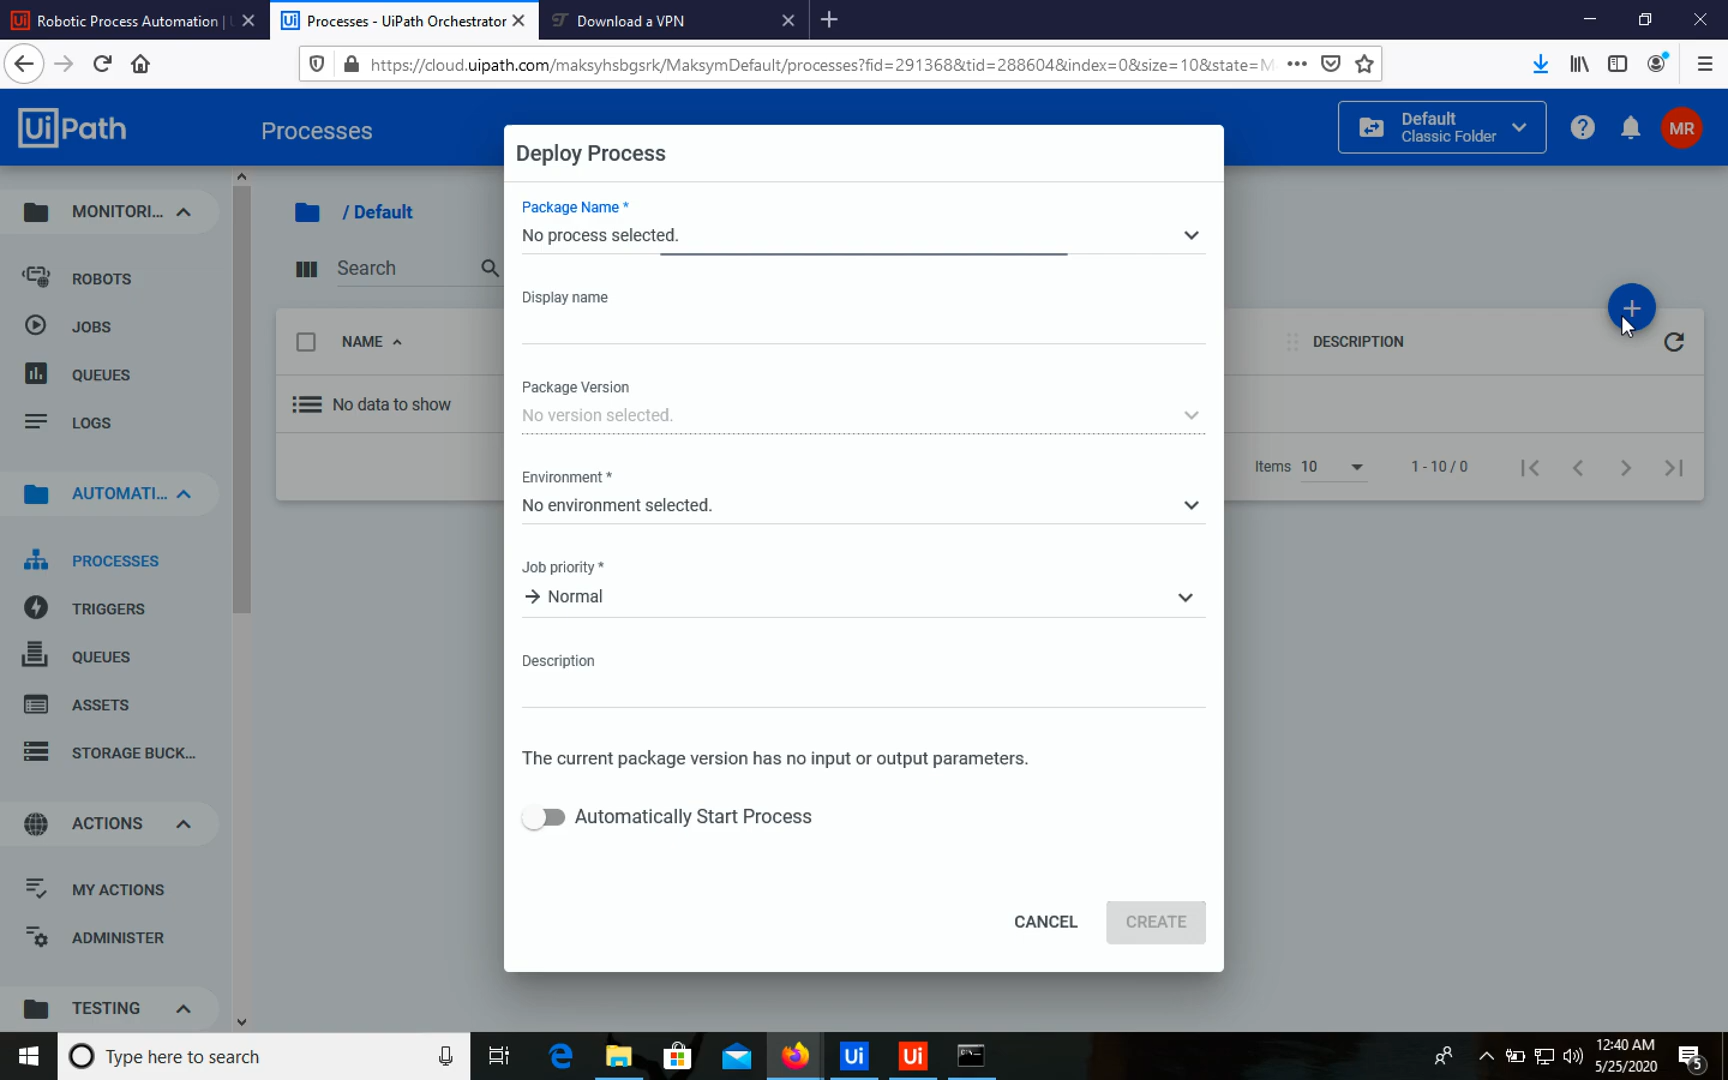 Robotic Process Automation |
Processes - UiPath Orchestrator
Download a VPN
https://cloud.uipath.com/maksyhsbgsrk/MaksymDefault/processes?fid=291368&tid=288604&index=0&size=10&state=M
UiPath
Processes
Default
Classic Folder
MR
MONITORI...
ROBOTS
JOBS
QUEUES
LOGS
AUTOMATI...
PROCESSES
TRIGGERS
QUEUES
ASSETS
STORAGE BUCK...
ACTIONS
MY ACTIONS
ADMINISTER
TESTING
/ Default
Search
NAME
No data to show
DESCRIPTION
Items 10
1 - 10 / 0
Deploy Process
Package Name *
No process selected.
Display name
Package Version
No version selected.
Environment *
No environment selected.
Job priority *
Normal
Description
The current package version has no input or output parameters.
Automatically Start Process
CANCEL
CREATE
Type here to search
12:40 AM
5/25/2020
5